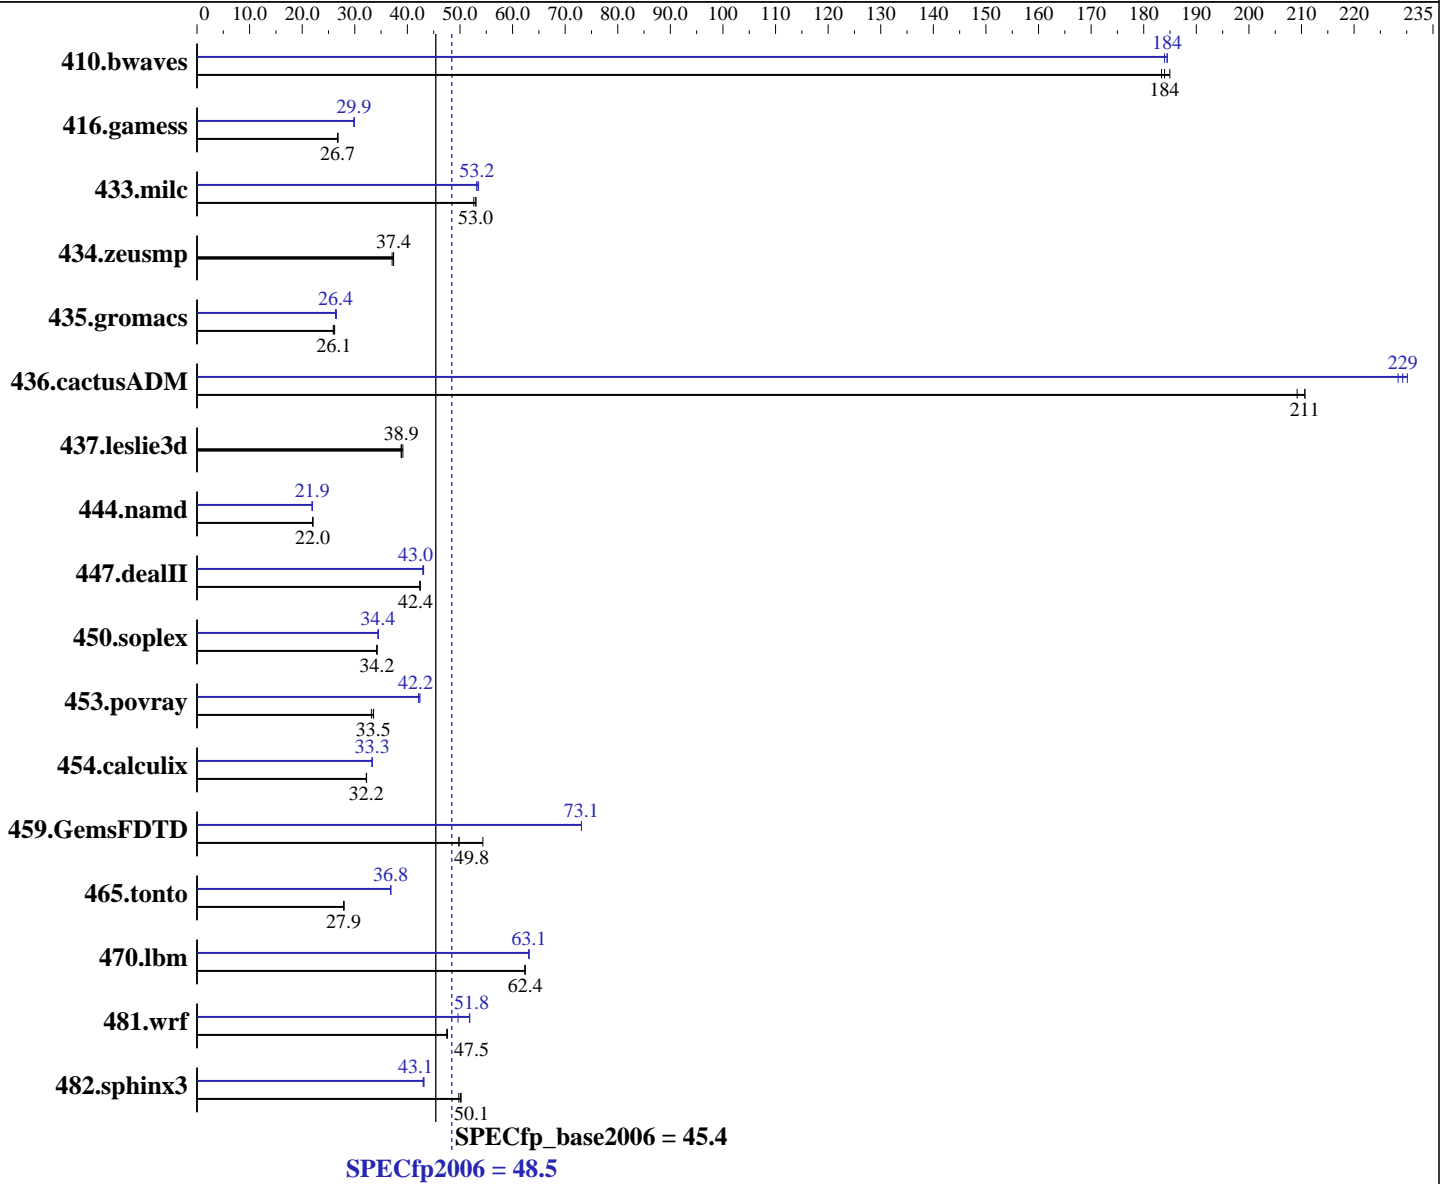 0 10.0 20.0 30.0 40.0 50.0 60.0 70.0 80.0 90.0 100 110 120 130 140 150 160 170 180 190 200 210 220 235
184
410.bwaves
184
29.9
416.gamess
26.7
53.2
433.milc
53.0
37.4
434.zeusmp
26.4
435.gromacs
26.1
229
436.cactusADM
211
38.9
437.leslie3d
21.9
444.namd
22.0
43.0
447.dealII
42.4
34.4
450.soplex
34.2
42.2
453.povray
33.5
33.3
454.calculix
32.2
73.1
459.GemsFDTD
49.8
36.8
465.tonto
27.9
63.1
470.lbm
62.4
51.8
481.wrf
47.5
43.1
482.sphinx3
50.1
SPECfp_base2006 = 45.4
SPECfp2006 = 48.5